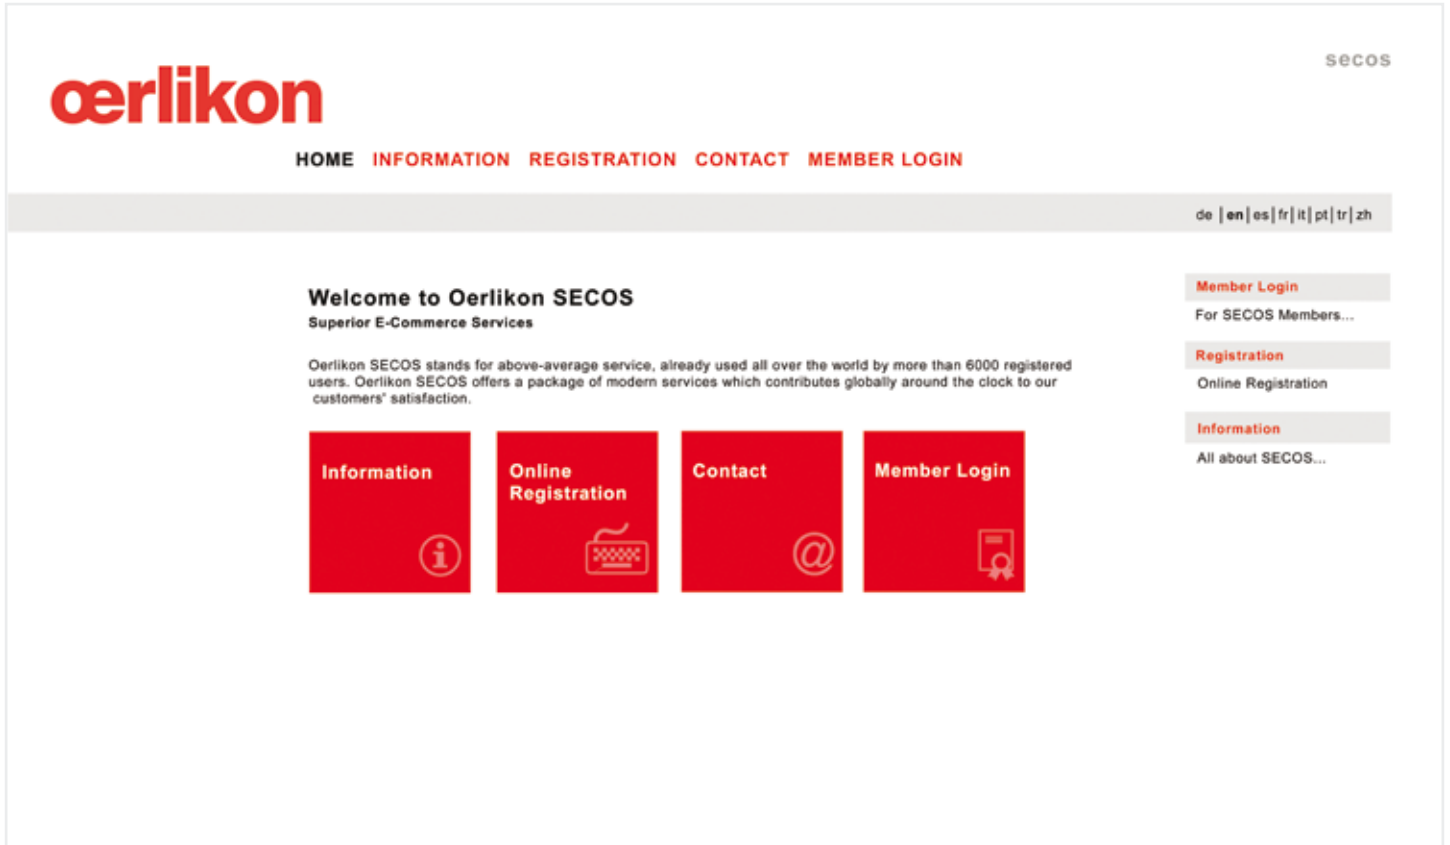 secos
œrlikon
HOME INFORMATION REGISTRATION CONTACT MEMBER LOGIN
de |en|es|fr|it|pt|tr|zh
Welcome to Oerlikon SECOS
Superior E-Commerce Services
Oerlikon SECOS stands for above-average service, already used all over the world by more than 6000 registered
users. Oerlikon SECOS offers a package of modern services which contributes globally around the clock to our
customers' satisfaction.
Information
Online
Registration
Contact
@
Member Login
Member Login
For SECOS Members...
Registration
Online Registration
Information
All about SECOS...